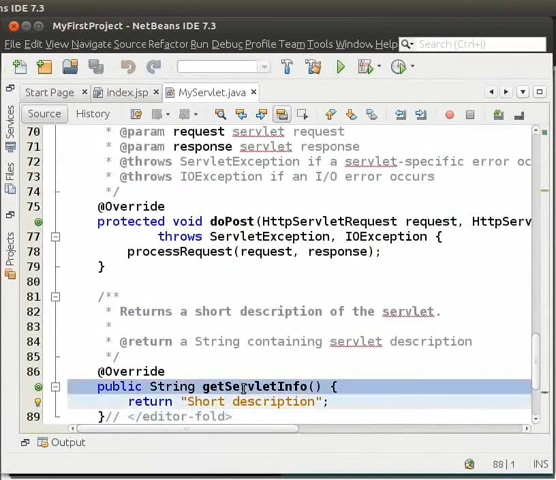 s IDE 7.3
MyFirstProject - NetBeans IDE 7.3
File Edit View Navigate Source Refactor Run Debug Profile Team Tools Window Help Search (Ctrl+I)
Start Page index.jsp MyServlet.java
Source History
Services
Files
Projects
70 * @param request servlet request
71 * @param response servlet response
72 * @throws ServletException if a servlet-specific error oc
73 * @throws IOException if an I/O error occurs
74 */
75 @Override
protected void doPost(HttpServletRequest request, HttpServ
77 throws ServletException, IOException {
78 processRequest(request, response);
79 }
80
81 /**
82 * Returns a short description of the servlet.
83 *
84 * @return a String containing servlet description
85 */
86 @Override
public String getServletInfo() {
return "Short description";
89 }// </editor-fold>
Output
88|1 INS